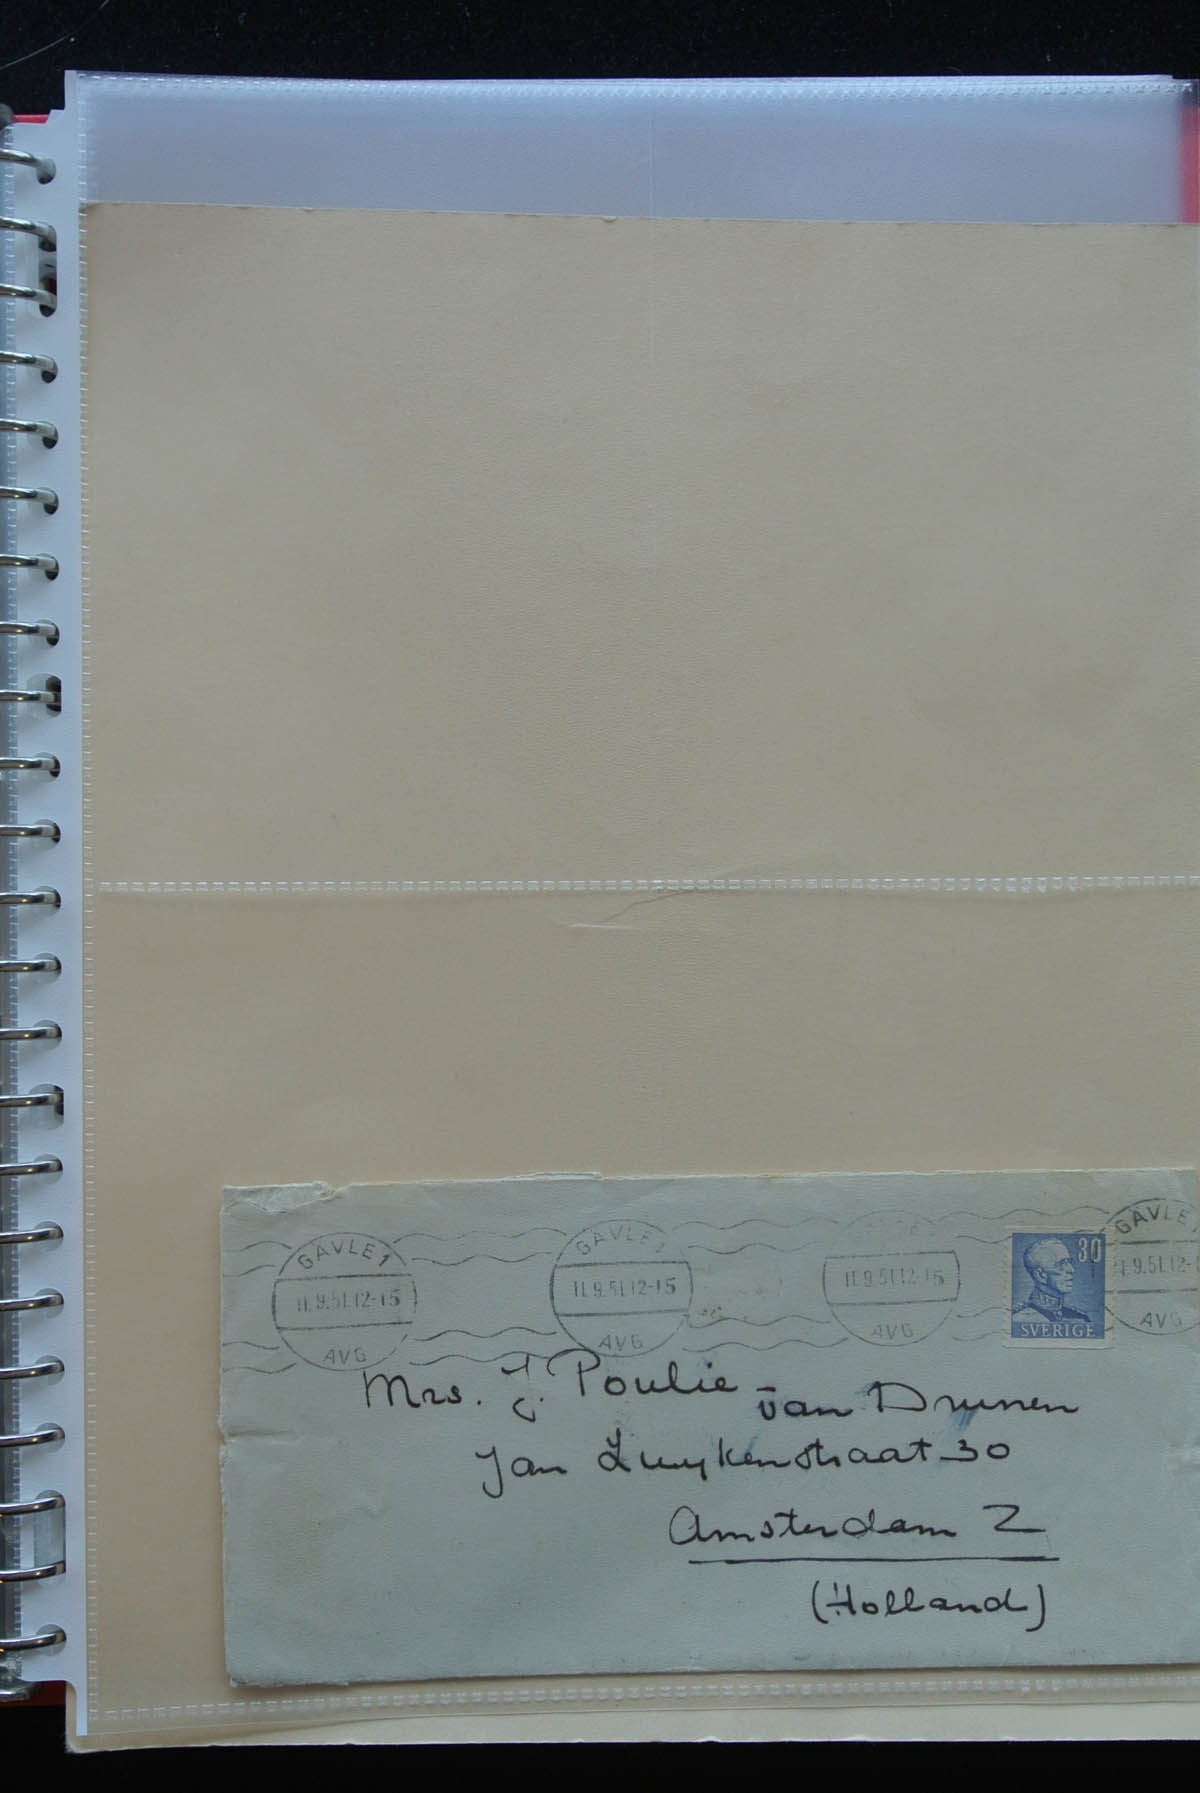 GÄVLE 1
11.9.51.12-15
AVG
GÄVLE 1
11.9.51.12-15
AVG
11.9.51.12-15
AVG
30
SVERIGE
GÄVLE
1.9.51.12-
AVG
Mrs. J. Poulie - van Drunen
Jan Luykenstraat 30
Amsterdam Z
(Holland)